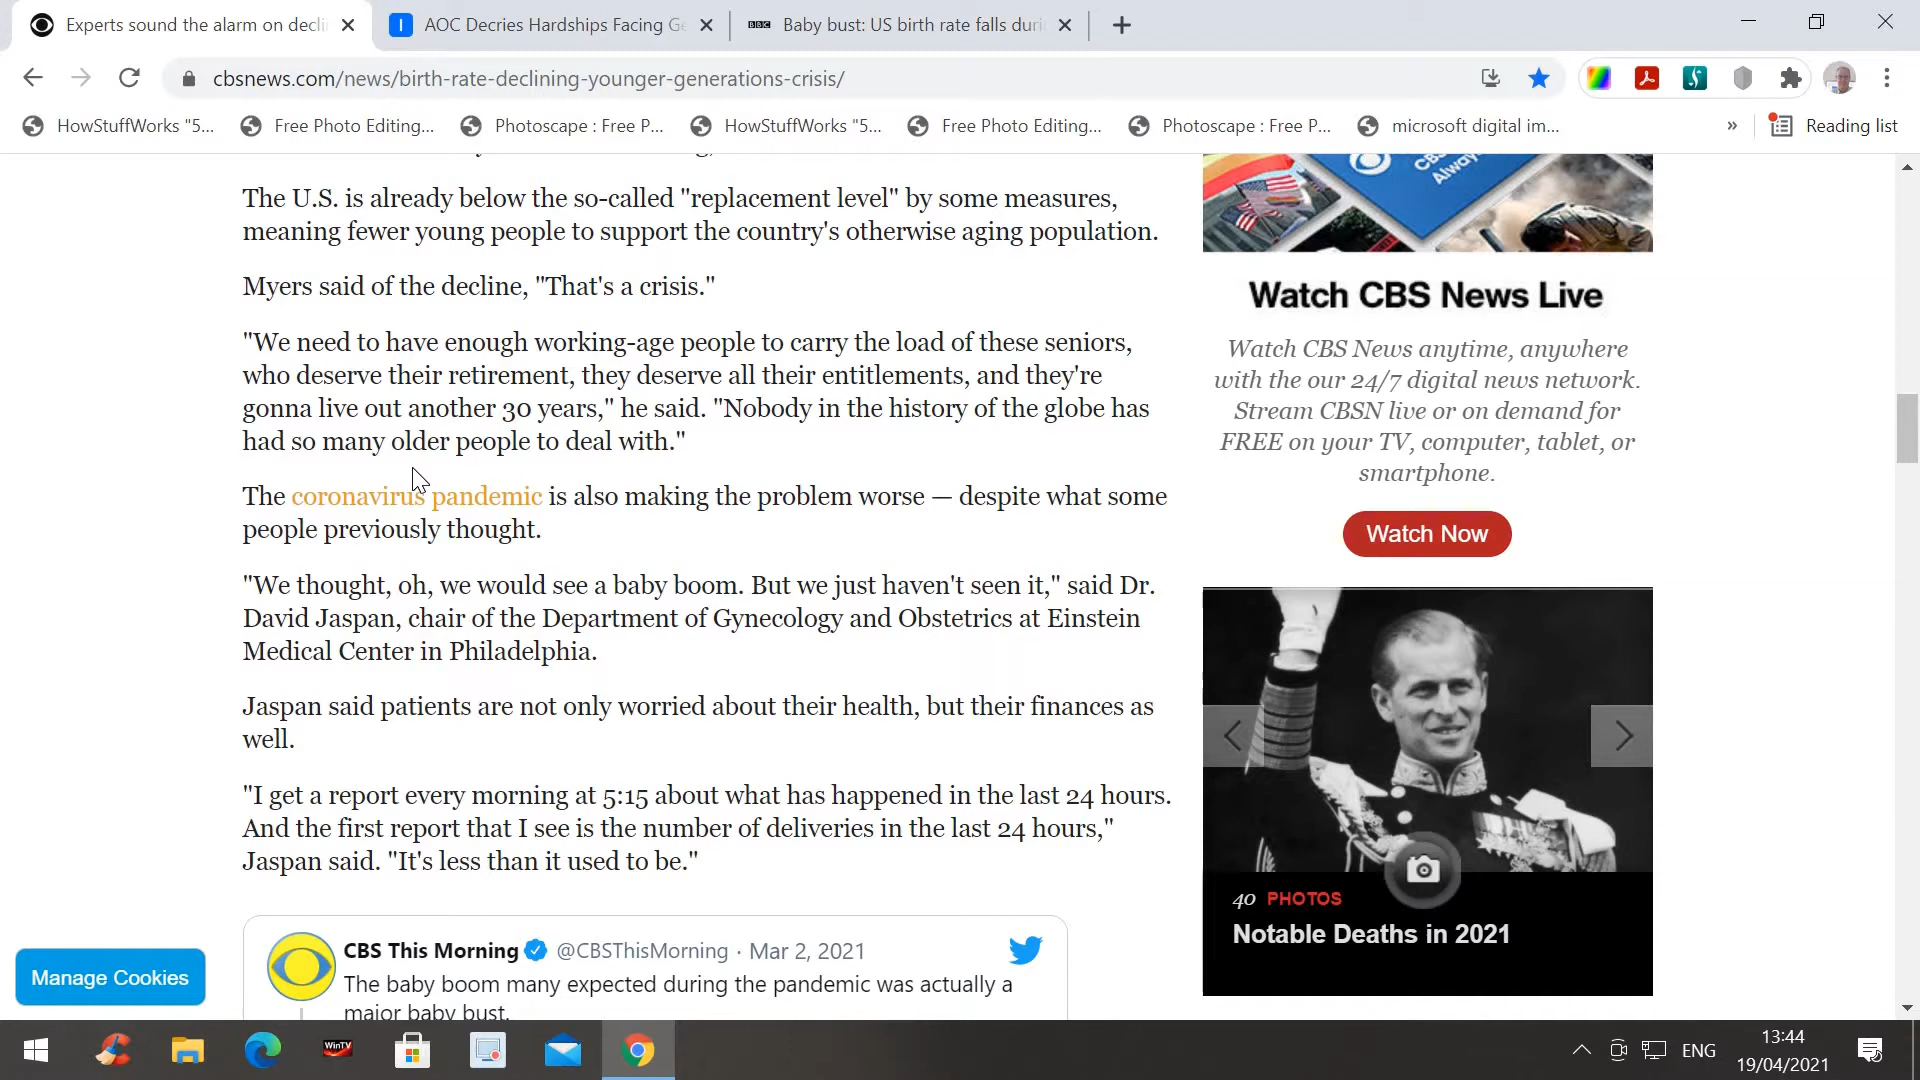 Experts sound the alarm on decli
AOC Decries Hardships Facing Ge
BBC
Baby bust: US birth rate falls duri
cbsnews.com/news/birth-rate-declining-younger-generations-crisis/
HowStuffWorks "5...
Free Photo Editing...
Photoscape : Free P...
HowStuffWorks "5...
Free Photo Editing...
Photoscape : Free P...
microsoft digital im...
»
Reading list
The U.S. is already below the so-called "replacement level" by some measures,
meaning fewer young people to support the country's otherwise aging population.
Myers said of the decline, "That's a crisis."
"We need to have enough working-age people to carry the load of these seniors,
who deserve their retirement, they deserve all their entitlements, and they're
gonna live out another 30 years," he said. "Nobody in the history of the globe has
had so many older people to deal with."
The coronavirus pandemic is also making the problem worse — despite what some
people previously thought.
"We thought, oh, we would see a baby boom. But we just haven't seen it," said Dr.
David Jaspan, chair of the Department of Gynecology and Obstetrics at Einstein
Medical Center in Philadelphia.
Jaspan said patients are not only worried about their health, but their finances as
well.
"I get a report every morning at 5:15 about what has happened in the last 24 hours.
And the first report that I see is the number of deliveries in the last 24 hours,"
Jaspan said. "It's less than it used to be."
CBS This Morning @CBSThisMorning · Mar 2, 2021
The baby boom many expected during the pandemic was actually a
major baby bust.
Manage Cookies
Always
Watch CBS News Live
Watch CBS News anytime, anywhere
with the our 24/7 digital news network.
Stream CBSN live or on demand for
FREE on your TV, computer, tablet, or
smartphone.
Watch Now
40 PHOTOS
Notable Deaths in 2021
WinTV
ENG
13:44
19/04/2021